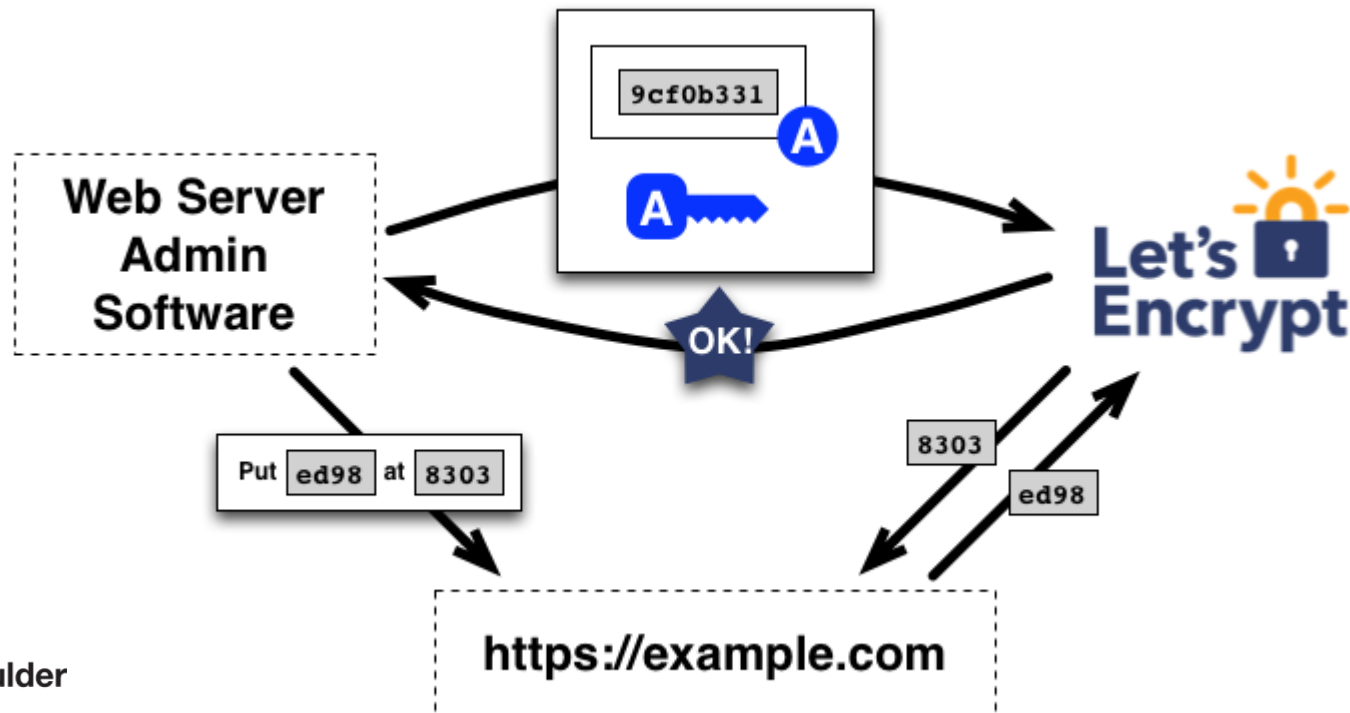 9cf0b331
A
A
Web Server
Admin
Software
Let's
Encrypt
OK!
Put ed98 at 8303
8303
ed98
https://example.com